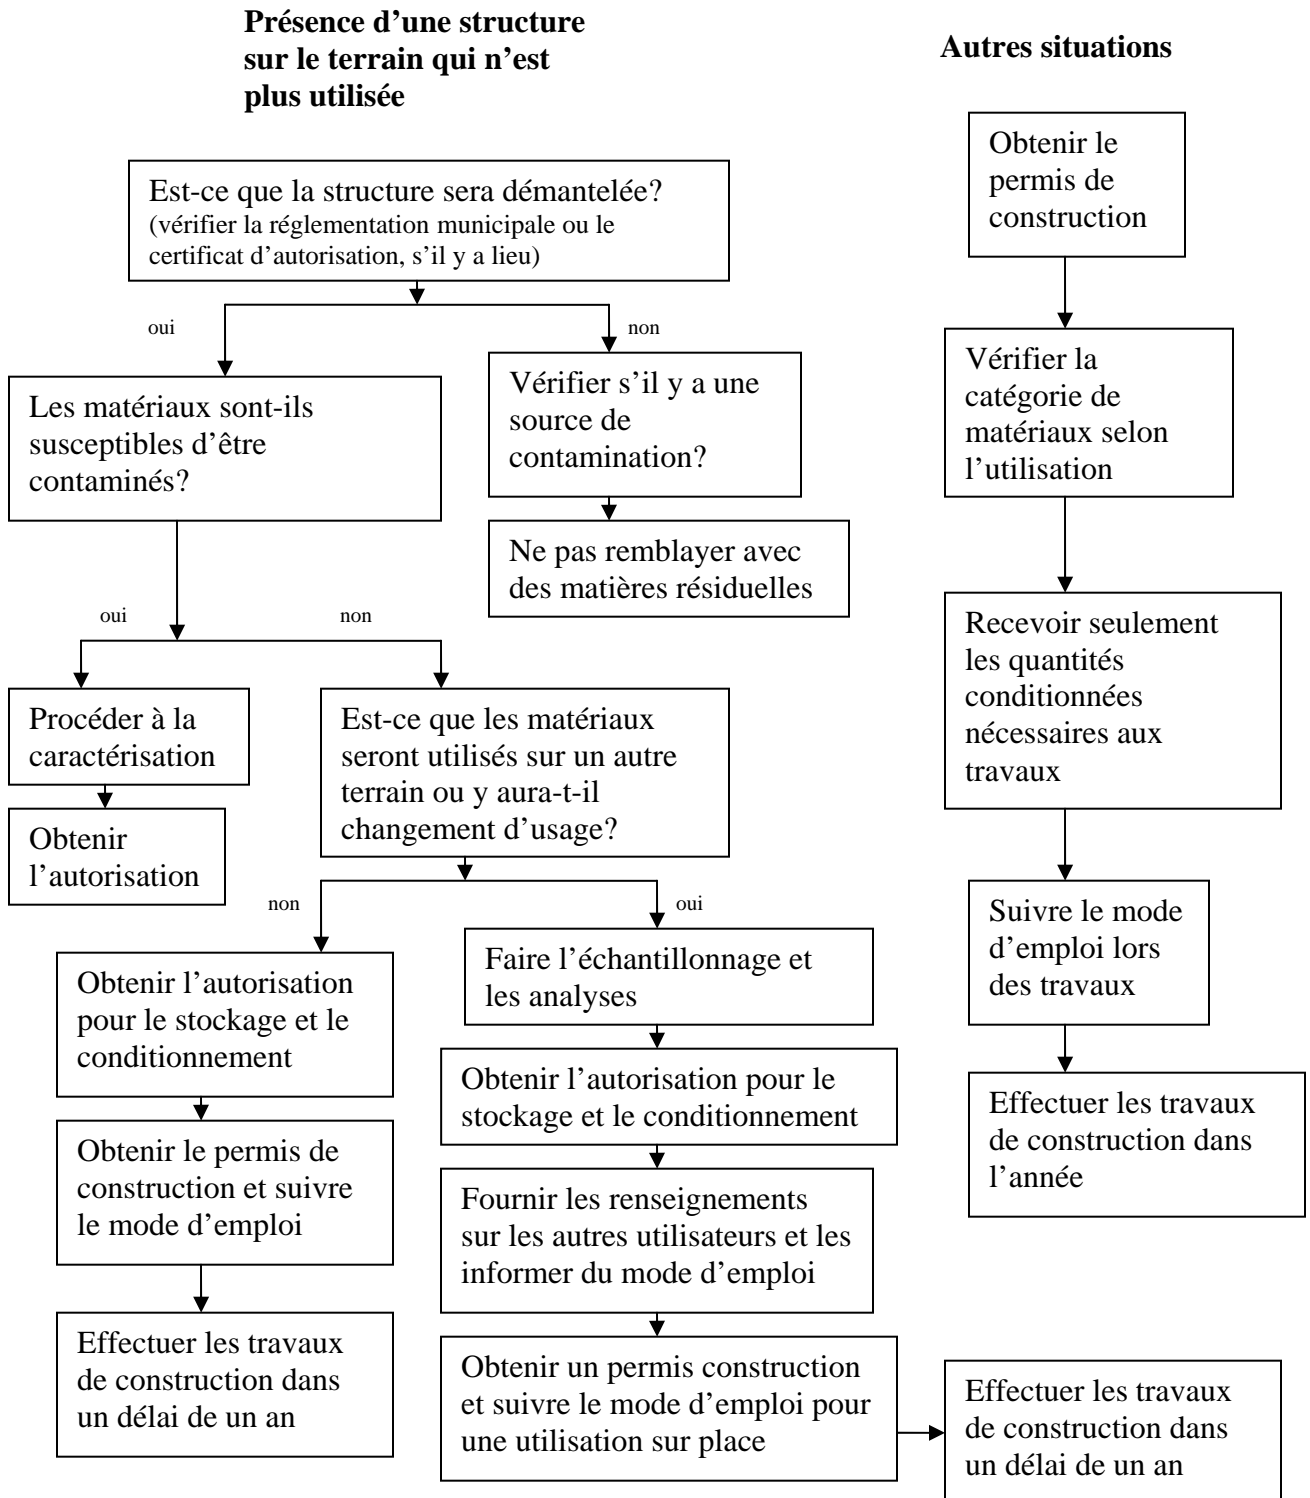 Présence d’une structure
sur le terrain qui n’est
plus utilisée
Est-ce que la structure sera démantelée?
(vérifier la réglementation municipale ou le
certificat d’autorisation, s’il y a lieu)
oui
non
Les matériaux sont-ils
susceptibles d’être
contaminés?
Vérifier s’il y a une
source de
contamination?
Ne pas remblayer avec
des matières résiduelles
oui
non
Procéder à la
caractérisation
Obtenir
l’autorisation
Est-ce que les matériaux
seront utilisés sur un autre
terrain ou y aura-t-il
changement d’usage?
non
oui
Obtenir l’autorisation
pour le stockage et le
conditionnement
Obtenir le permis de
construction et suivre
le mode d’emploi
Effectuer les travaux
de construction dans
un délai de un an
Faire l’échantillonnage et
les analyses
Obtenir l’autorisation pour le
stockage et le conditionnement
Fournir les renseignements
sur les autres utilisateurs et les
informer du mode d’emploi
Obtenir un permis construction
et suivre le mode d’emploi pour
une utilisation sur place
Effectuer les travaux
de construction dans
un délai de un an
Autres situations
Obtenir le
permis de
construction
Vérifier la
catégorie de
matériaux selon
l’utilisation
Recevoir seulement
les quantités
conditionnées
nécessaires aux
travaux
Suivre le mode
d’emploi lors
des travaux
Effectuer les travaux
de construction dans
l’année